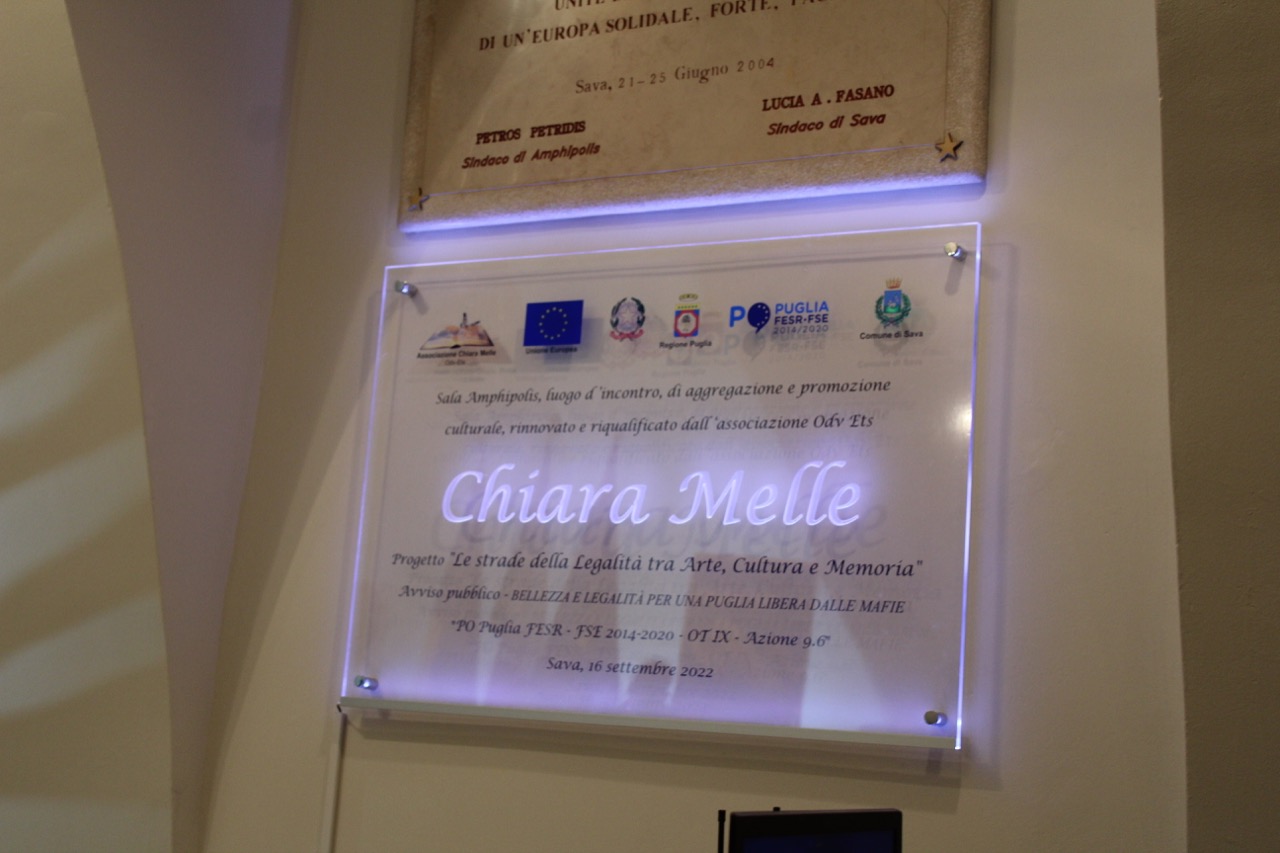 DI UN'EUROPA SOLIDALE, FORTE,
Sava, 21-25 Giugno 2004
PETROS PETRIDIS
Sindaco di Amphipolis
LUCIA A. FASANO
Sindaco di Sava
Associazione Chiara Melle
Odv Ets
Unione Europea
Regione Puglia
PO PUGLIA
FESR-FSE
2014/2020
Comune di Sava
Sala Amphipolis, luogo d'incontro, di aggregazione e promozione
culturale, rinnovato e riqualificato dall'associazione Odv Ets
Chiara Melle
Progetto "Le strade della Legalità tra Arte, Cultura e Memoria"
Avviso pubblico - BELLEZZA E LEGALITÀ PER UNA PUGLIA LIBERA DALLE MAFIE
"PO Puglia FESR - FSE 2014-2020 - OT IX - Azione 9.6"
Sava, 16 settembre 2022